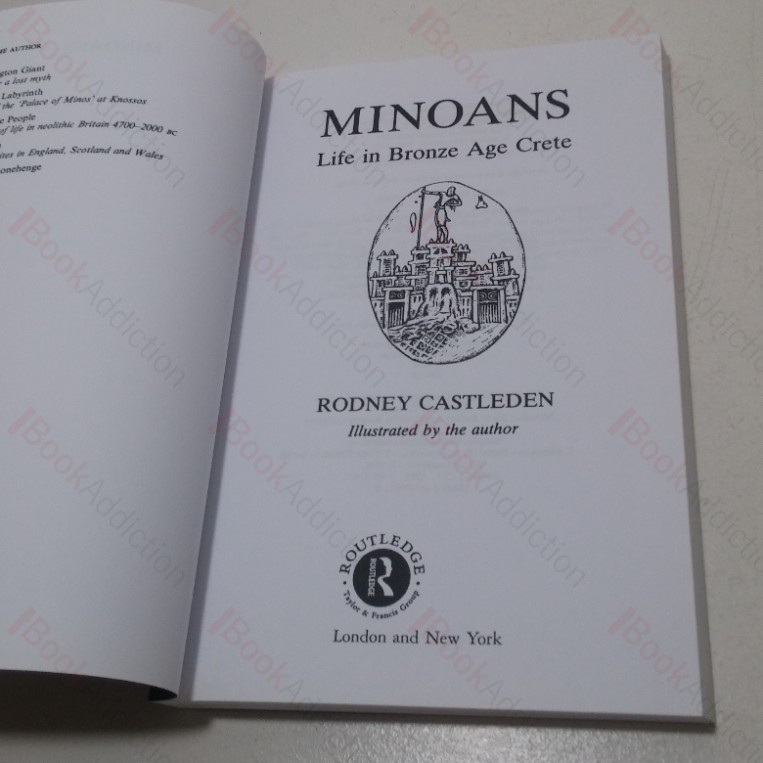 AUTHOR
Giant
a lost myth
Labyrinth
the 'Palace of Minos' at Knossos
People
of life in neolithic Britain 4700–2000 BC
in England, Scotland and Wales
MINOANS
Life in Bronze Age Crete
RODNEY CASTLEDEN
Illustrated by the author
ROUTLEDGE
ROUTLEDGE
Taylor & Francis Group
London and New York
BookAddiction